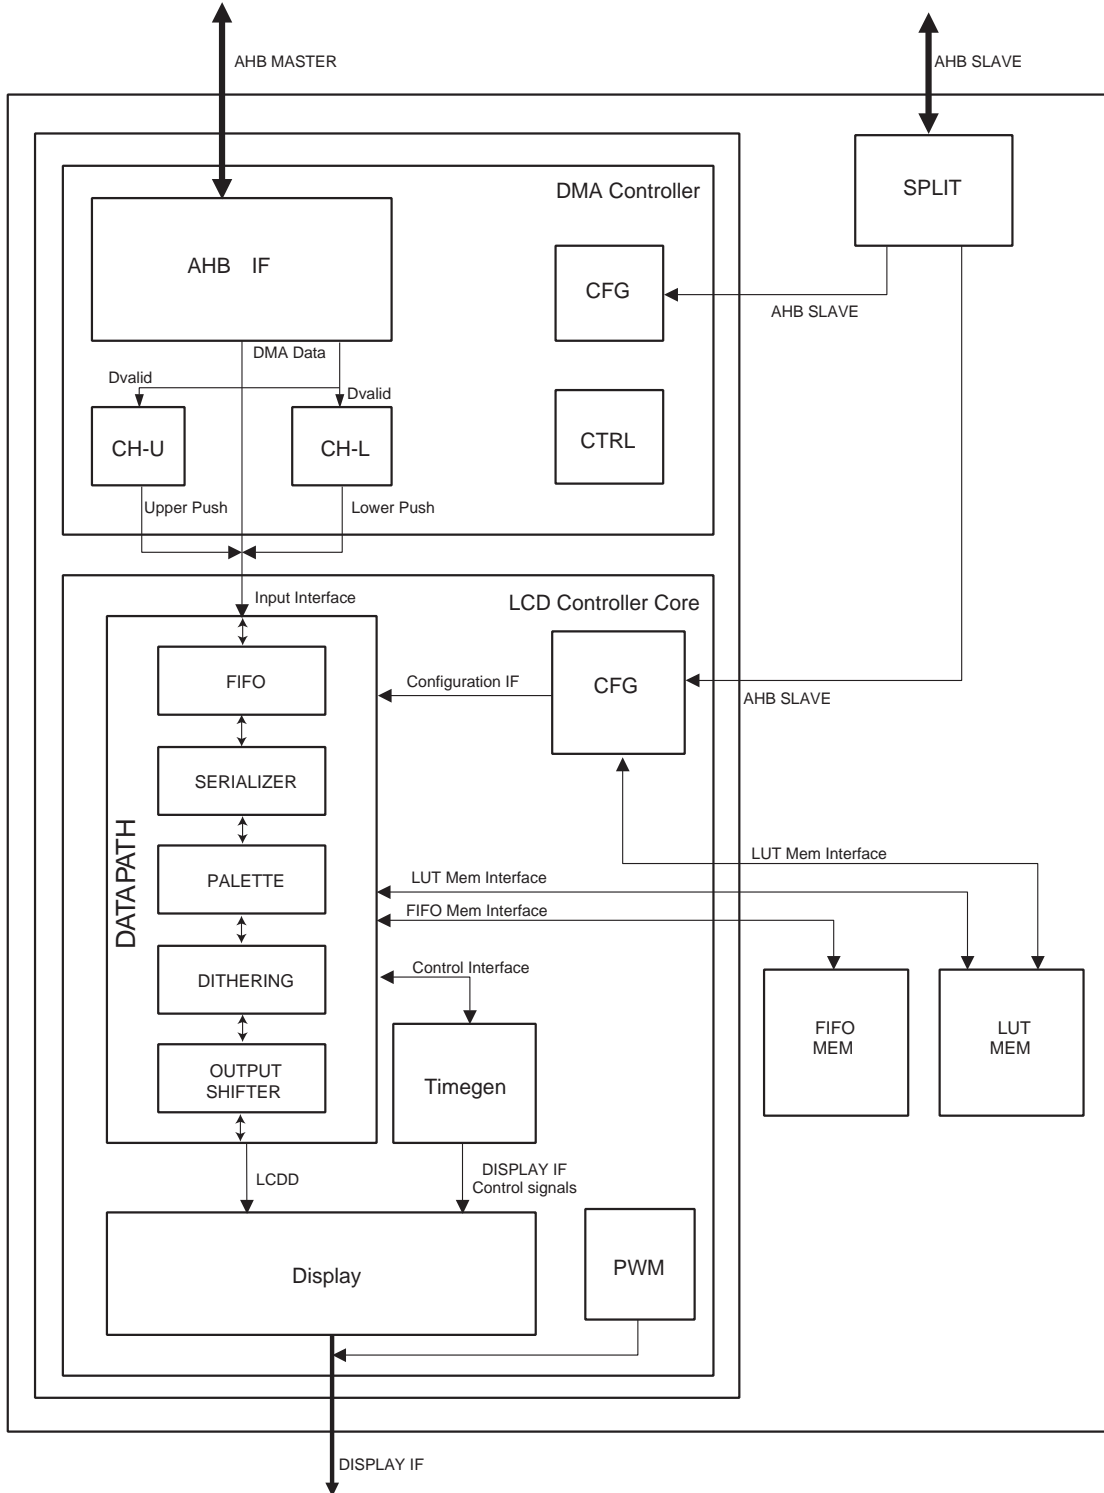 AHB MASTER
AHB SLAVE
DMA Controller
SPLIT
AHB IF
CFG
AHB SLAVE
DMA Data
Dvalid
Dvalid
CH-U
CH-L
CTRL
Upper Push
Lower Push
Input Interface
LCD Controller Core
DATAPATH
FIFO
Configuration IF
CFG
AHB SLAVE
SERIALIZER
PALETTE
LUT Mem Interface
LUT Mem Interface
FIFO Mem Interface
DITHERING
Control Interface
FIFO
MEM
LUT
MEM
OUTPUT
SHIFTER
Timegen
LCDD
DISPLAY IF
Control signals
Display
PWM
DISPLAY IF